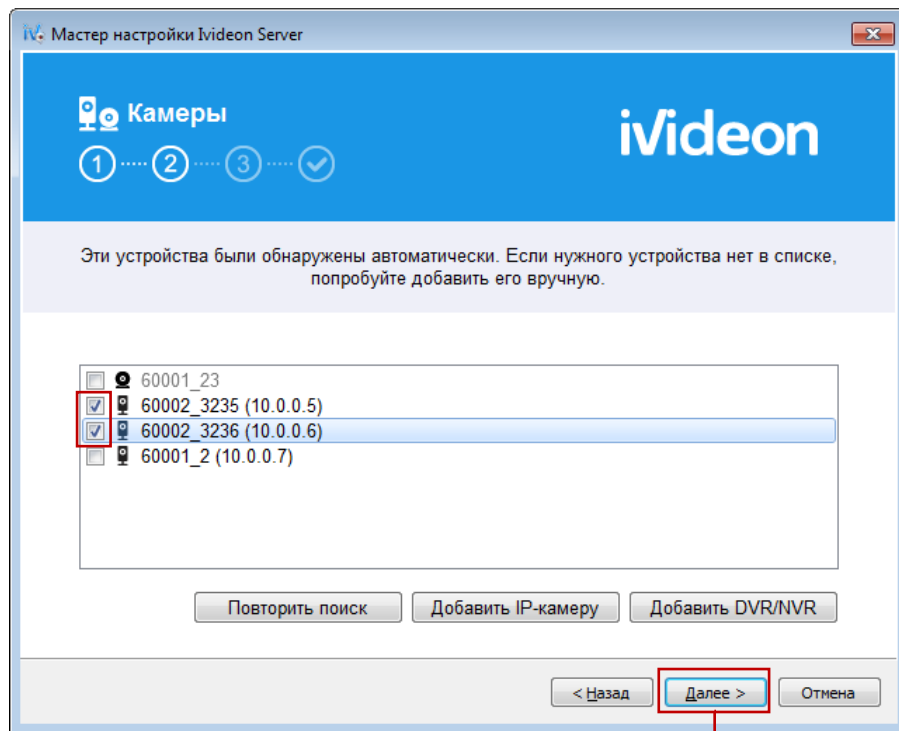 Мастер настройки Ivideon Server
Камеры
ivideon
1 2 3
Эти устройства были обнаружены автоматически. Если нужного устройства нет в списке,
попробуйте добавить его вручную.
60001_23
60002_3235 (10.0.0.5)
60002_3236 (10.0.0.6)
60001_2 (10.0.0.7)
Повторить поиск Добавить IP-камеру Добавить DVR/NVR
< Назад Далее > Отмена